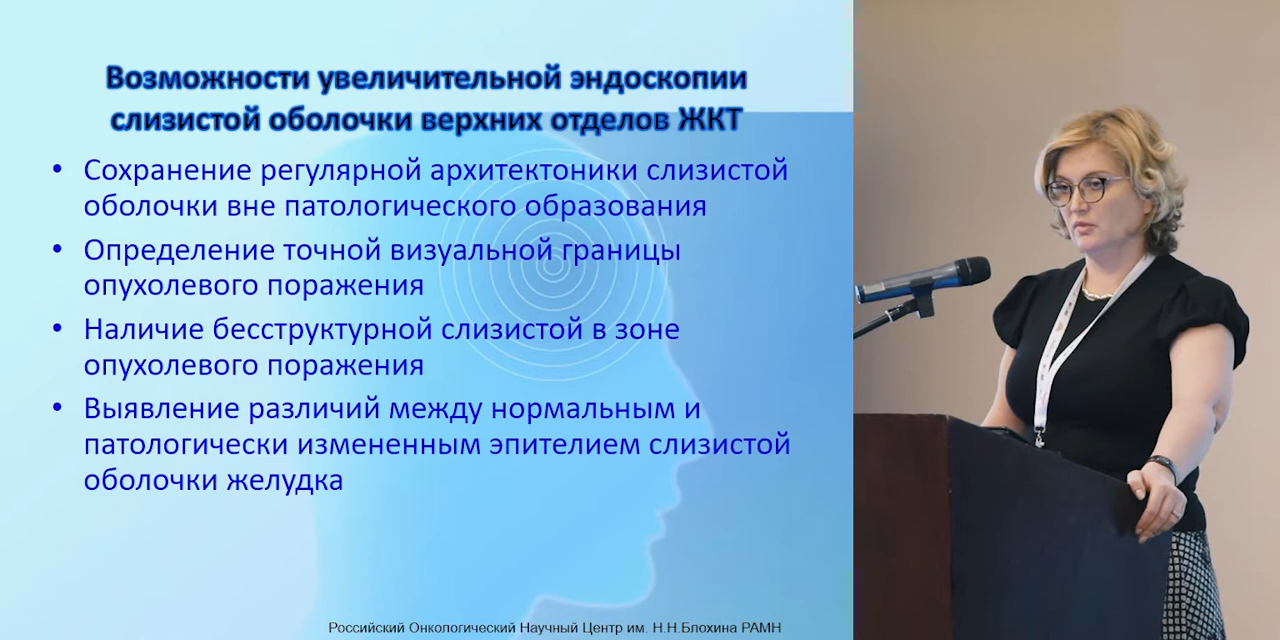 Возможности увеличительной эндоскопии
слизистой оболочки верхних отделов ЖКТ
• Сохранение регулярной архитектоники слизистой
оболочки вне патологического образования
• Определение точной визуальной границы
опухолевого поражения
• Наличие бесструктурной слизистой в зоне
опухолевого поражения
• Выявление различий между нормальным и
патологически измененным эпителием слизистой
оболочки желудка
Российский Онкологический Научный Центр им. Н.Н.Блохина РАМН